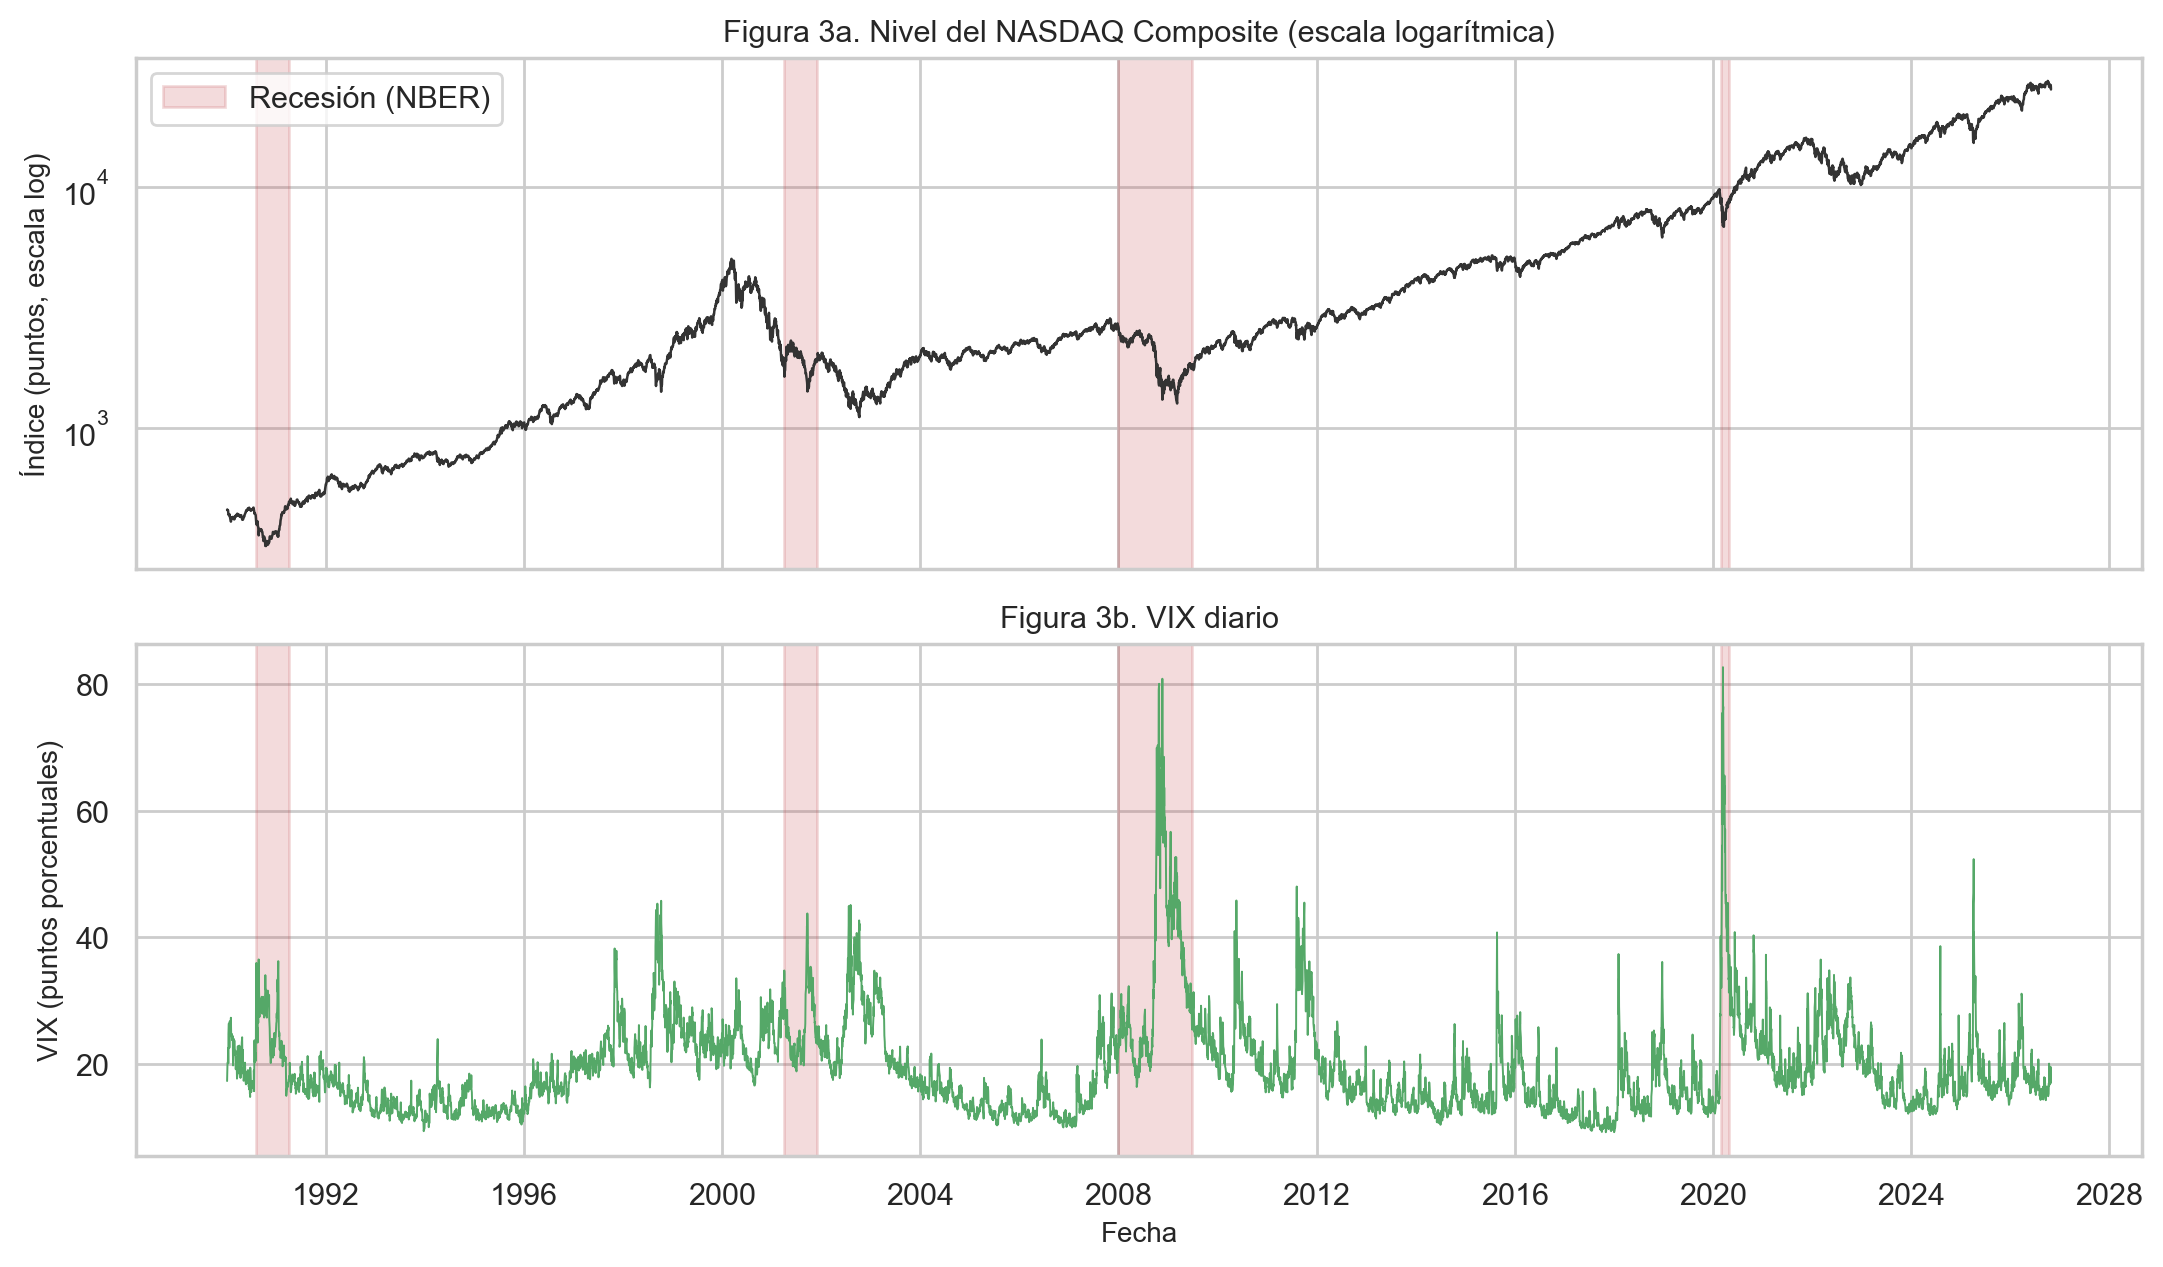 Figura 3a. Nivel del NASDAQ Composite (escala logarítmica)
Recesión (NBER)
Índice (puntos, escala log)
10^4
10^3
Figura 3b. VIX diario
VIX (puntos porcentuales)
80
60
40
20
1992 1996 2000 2004 2008 2012 2016 2020 2024 2028
Fecha